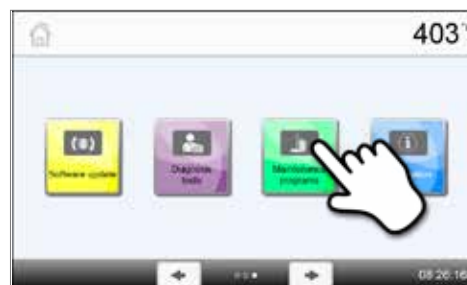 403°
Software update
Diagnosis
tools
Maintenance
programs
08:26:16